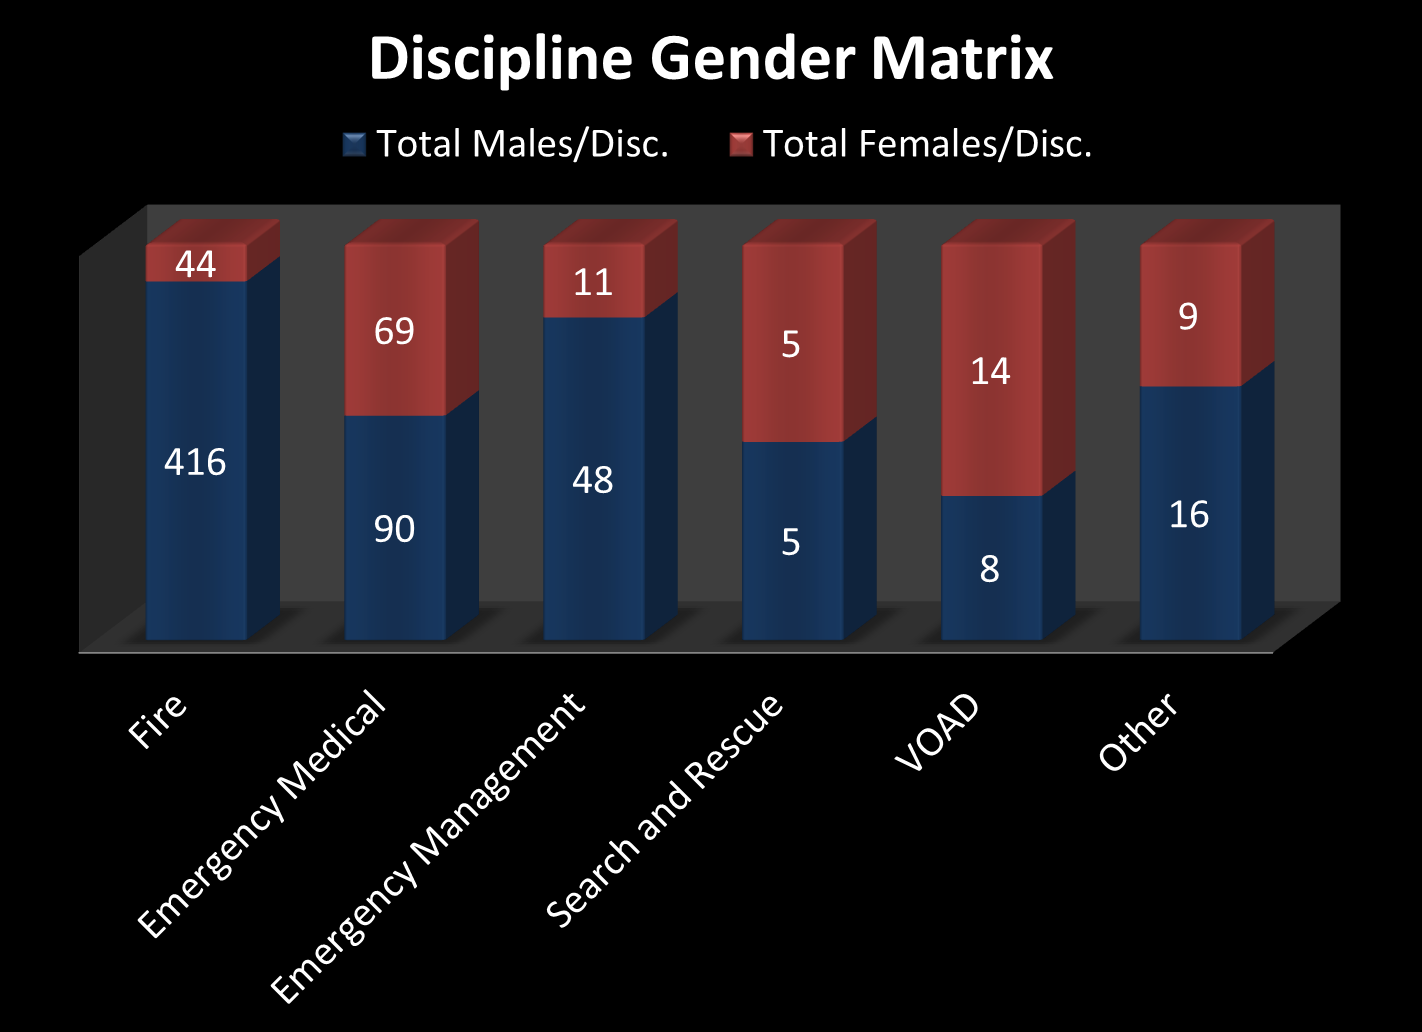 Discipline Gender Matrix
Total Males/Disc. Total Females/Disc.
44 69 11 5 14 9
416 90 48 5 8 16
Fire
Emergency Medical
Emergency Management
Search and Rescue
VOAD
Other